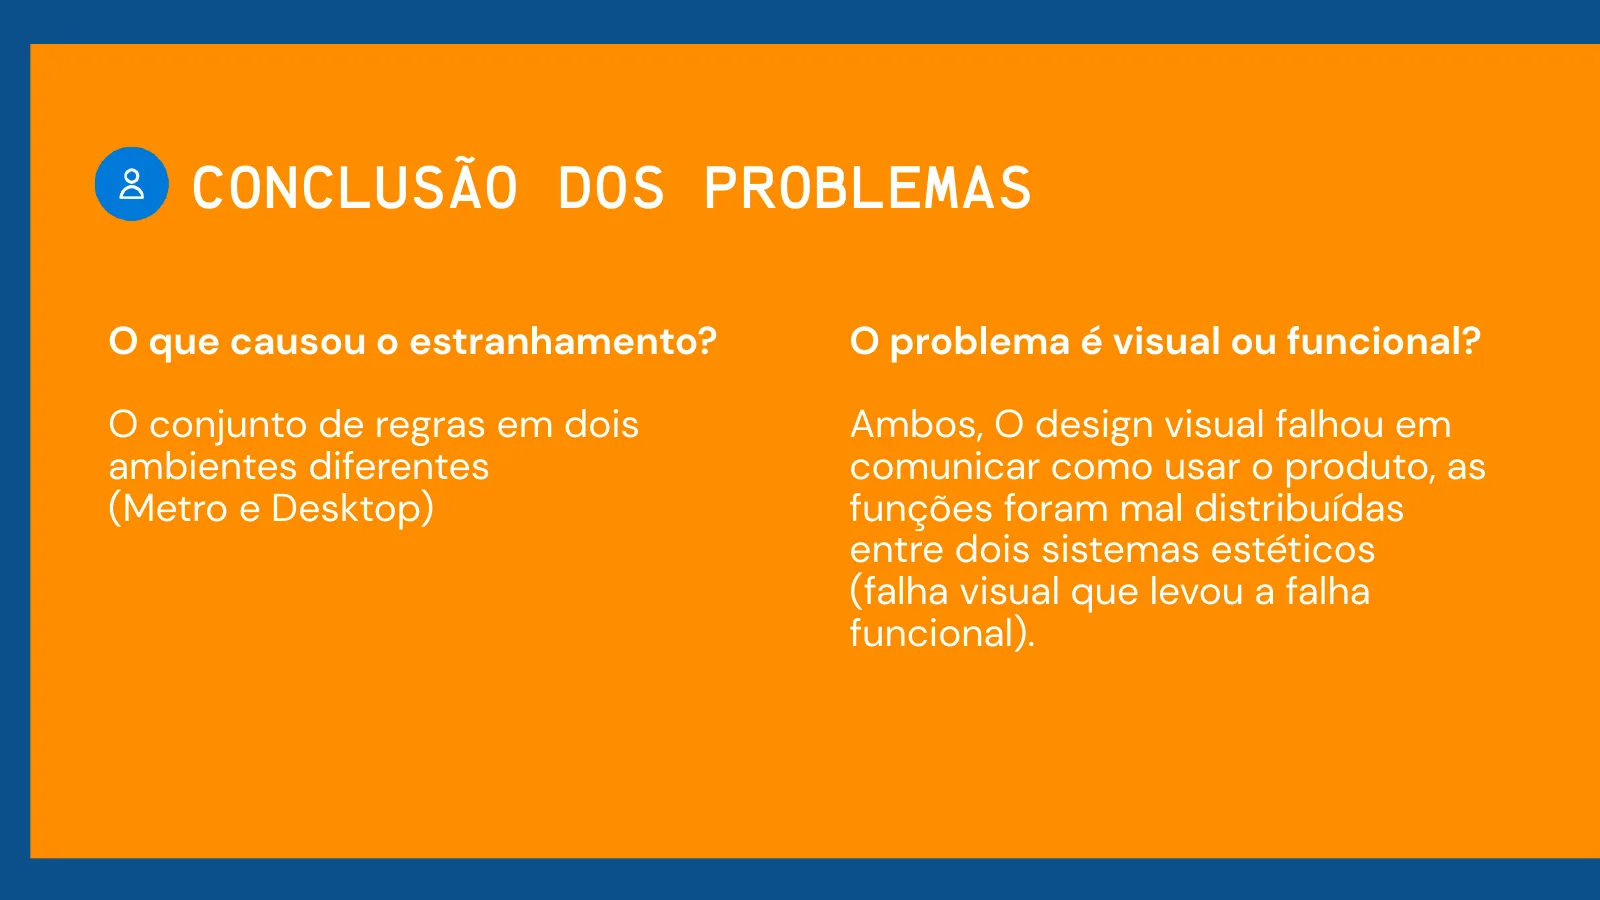 CONCLUSÃO DOS PROBLEMAS
O que causou o estranhamento?
O conjunto de regras em dois
ambientes diferentes
(Metro e Desktop)
O problema é visual ou funcional?
Ambos, O design visual falhou em
comunicar como usar o produto, as
funções foram mal distribuídas
entre dois sistemas estéticos
(falha visual que levou a falha
funcional).